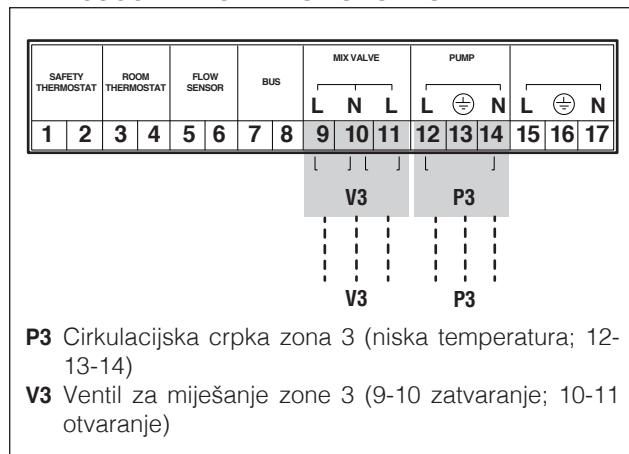 SAFETY THERMOSTAT
ROOM THERMOSTAT
FLOW SENSOR
BUS
MIX VALVE
PUMP
L N L L N L N
1 2 3 4 5 6 7 8 9 10 11 12 13 14 15 16 17
V3 P3
V3 P3
P3 Cirkulacijska crpka zona 3 (niska temperatura; 12-
13-14)
V3 Ventil za miješanje zone 3 (9-10 zatvaranje; 10-11
otvaranje)